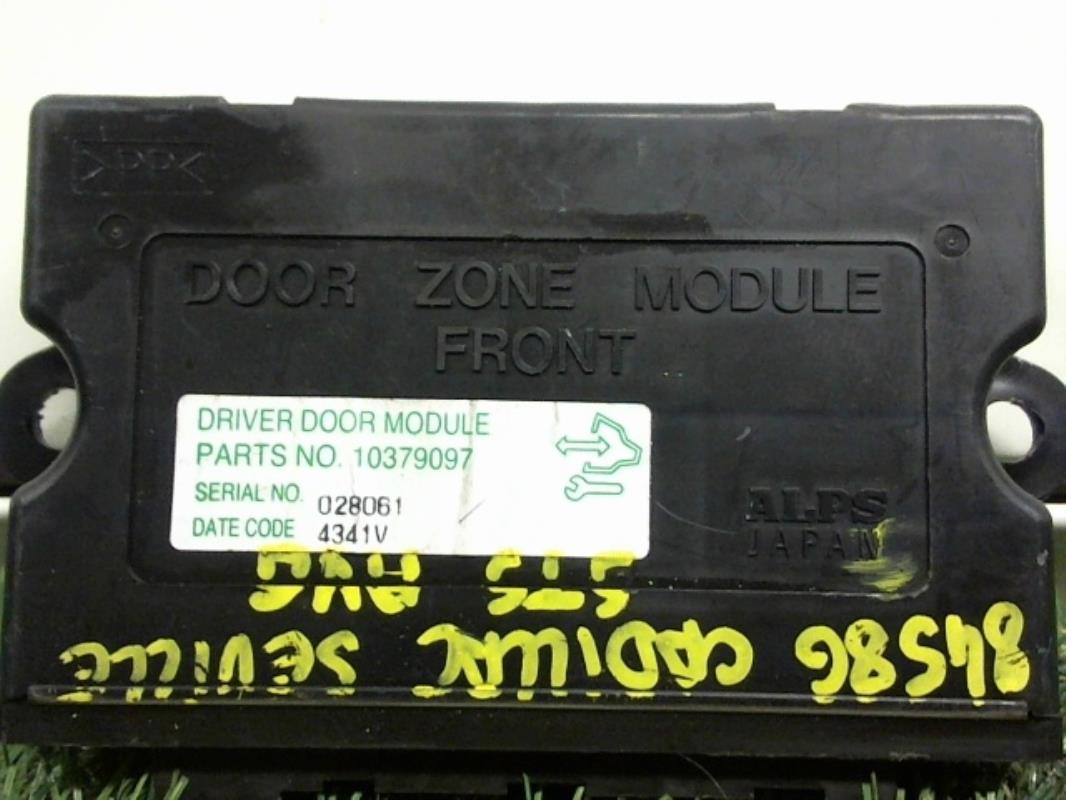 >PP<
DOOR ZONE MODULE
FRONT
DRIVER DOOR MODULE
PARTS NO. 10379097
SERIAL NO. 028061
DATE CODE 4341V
ALPS
JAPAN
84586 CADILLAC SEVILLE
STS AVG